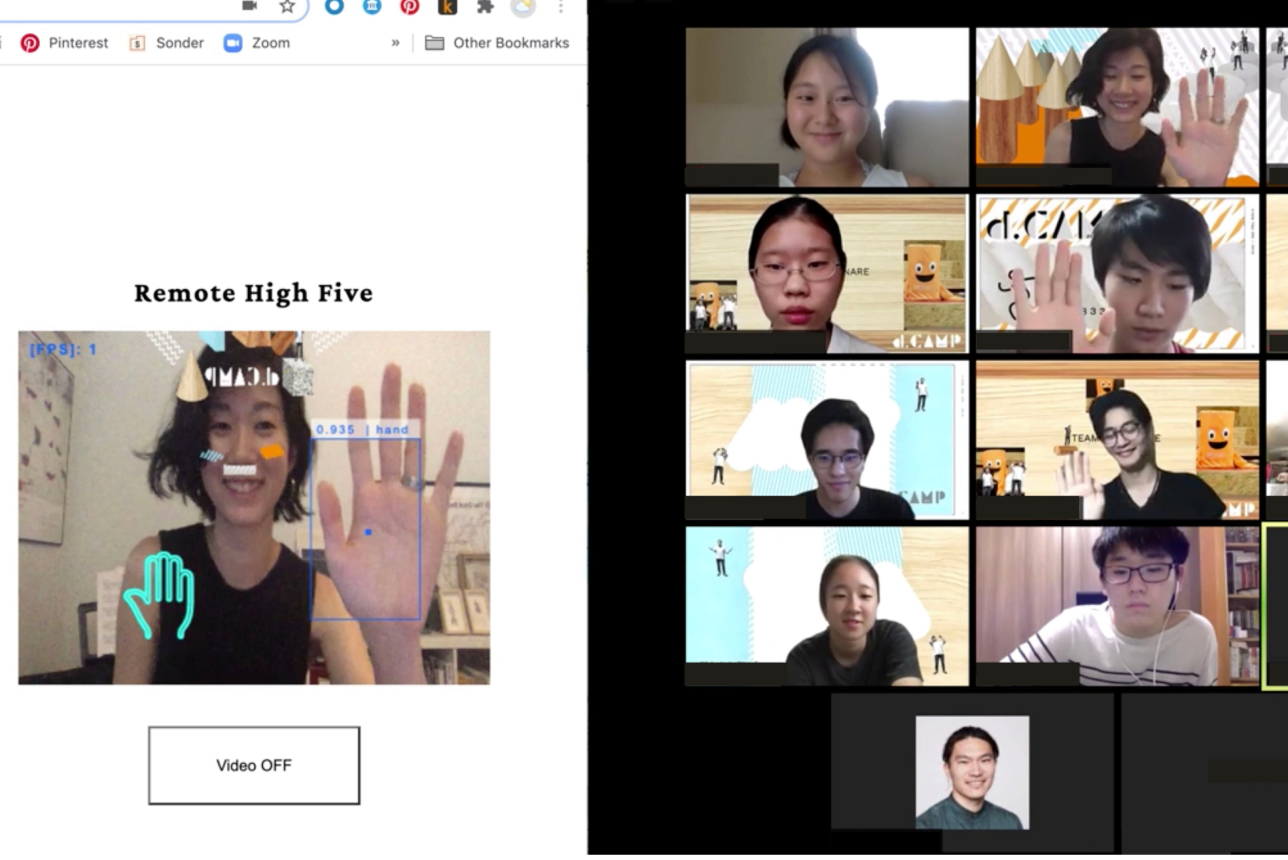 Pinterest Sonder Zoom » Other Bookmarks
Remote High Five
[FPS]: 1
d.CAMP
0.935 | hand
Video OFF
d.CAM
NARE
d.CAMP
CAMP
TEAM E
MP